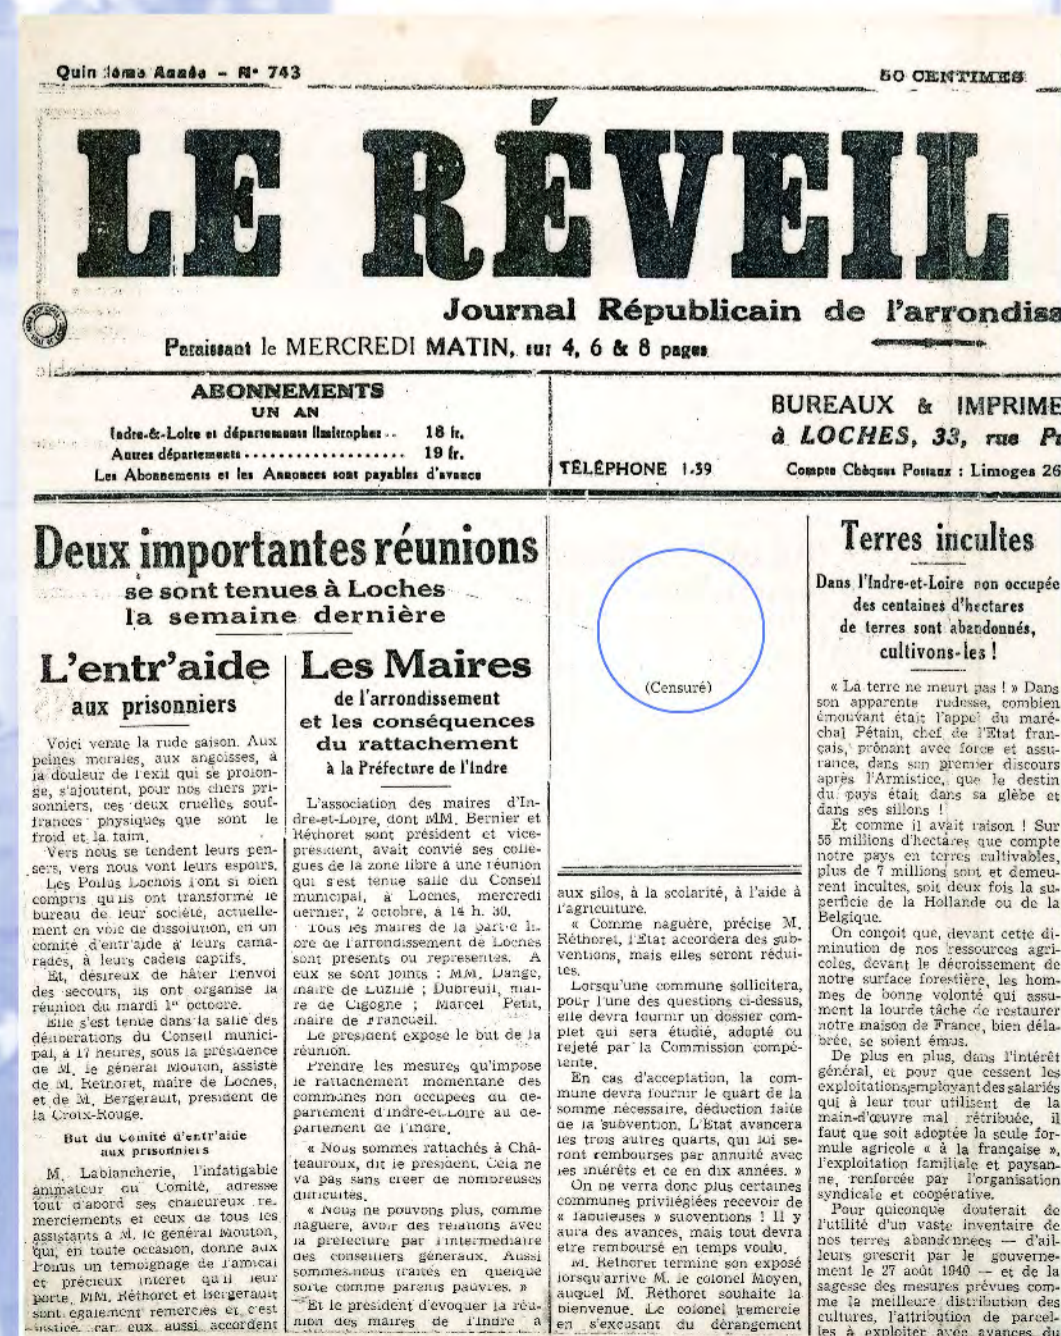 Année - N° 743
50 CENTIMES
LE RÉVEIL
Journal Républicain de l'arrondiss
Paraissant le MERCREDI MATIN, sur 4, 6 & 8 pages
ABONNEMENTS
UN AN
Indre-&-Loire et départements limitrophes .. 18 fr.
Autres départements .................. 19 fr.
Les Abonnements et les Annonces sont payables d'avance
BUREAUX & IMPRIME
à LOCHES, 33, rue Pi
TÉLÉPHONE 1.39
Compte Chèques Postaux : Limoges 26
Deux importantes réunions
se sont tenues à Loches
la semaine dernière
L'entr'aide
aux prisonniers
Voici venue la rude saison. Aux
peines morales, aux angoisses, à
la douleur de l'exil qui se prolon-
ge, s'ajoutent, pour nos chers pri-
sonniers, ces deux cruelles souf-
frances physiques que sont le
froid et la faim.
Vers nous se tendent leurs pen-
sers, vers nous vont leurs espoirs.
Les Poilus Lochois l'ont si bien
compris qu'ils ont transformé le
bureau de leur société, actuelle-
ment en voie de dissolution, en un
comité d'entr'aide à leurs cama-
rades, à leurs cadets captifs.
Et, désireux de hâter l'envoi
des secours, ils ont organisé la
réunion du mardi 1er octobre.
Elle s'est tenue dans la salle des
délibérations du Conseil munici-
pal, à 17 heures, sous la présidence
de M. le général Mouton, assisté
de M. Réthoret, maire de Loches,
et de M. Bergerault, président de
la Croix-Rouge.
But du Comité d'entr'aide
aux prisonniers
M. Lablancherie, l'infatigable
animateur du Comité, adresse
tout d'abord ses chaleureux re-
merciements et ceux de tous les
assistants à M. le général Mouton,
qui, en toute occasion, donne aux
Poilus un témoignage de l'amical
et précieux intérêt qu'il leur
porte. MM. Réthoret et Bergerault
sont également remerciés et c'est
justice car eux aussi accordent
Les Maires
de l'arrondissement
et les conséquences
du rattachement
à la Préfecture de l'Indre
L'association des maires d'In-
dre-et-Loire, dont MM. Bernier et
Réthoret sont président et vice-
président, avait convié ses collè-
gues de la zone libre à une réunion
qui s'est tenue salle du Conseil
municipal, à Loches, mercredi
dernier, 2 octobre, à 14 h. 30.
Tous les maires de la partie li-
bre de l'arrondissement de Loches
sont présents ou représentés. A
eux se sont joints : MM. Dange,
maire de Luzillé ; Dubreuil, mai-
re de Cigogné ; Marcel Petit,
maire de Francueil.
Le président expose le but de la
réunion.
Prendre les mesures qu'impose
le rattachement momentané des
communes non occupées du dé-
partement d'Indre-et-Loire au dé-
partement de l'Indre.
« Nous sommes rattachés à Châ-
teauroux, dit le président. Cela ne
va pas sans créer de nombreuses
difficultés.
« Nous ne pouvons plus, comme
naguère, avoir des relations avec
la préfecture par l'intermédiaire
des conseillers généraux. Aussi
sommes-nous traités en quelque
sorte comme parents pauvres. »
Et le président d'évoquer la réu-
nion des maires de l'Indre à
(Censuré)
aux silos, à la scolarité, à l'aide à
l'agriculture.
« Comme naguère, précise M.
Réthoret, l'Etat accordera des sub-
ventions, mais elles seront rédui-
tes.
Lorsqu'une commune sollicitera,
pour l'une des questions ci-dessus,
elle devra fournir un dossier com-
plet qui sera étudié, adopté ou
rejeté par la Commission compé-
tente.
En cas d'acceptation, la com-
mune devra fournir le quart de la
somme nécessaire, déduction faite
de la subvention. L'Etat avancera
les trois autres quarts, qui lui se-
ront remboursés par annuité avec
les intérêts et ce en dix années. »
On ne verra donc plus certaines
communes privilégiées recevoir de
« fabuleuses » subventions ! Il y
aura des avances, mais tout devra
être remboursé en temps voulu.
M. Réthoret termine son exposé
lorsqu'arrive M. le colonel Moyen,
auquel M. Réthoret souhaite la
bienvenue. Le colonel remercie
en s'excusant du dérangement
Terres incultes
Dans l'Indre-et-Loire non occupée
des centaines d'hectares
de terres sont abandonnés,
cultivons-les !
« La terre ne meurt pas ! » Dans
son apparente rudesse, combien
émouvant était l'appel du maré-
chal Pétain, chef de l'Etat fran-
çais, prônant avec force et assu-
rance, dans son premier discours
après l'Armistice, que le destin
du pays était dans sa glèbe et
dans ses sillons !
Et comme il avait raison ! Sur
55 millions d'hectares que compte
notre pays en terres cultivables,
plus de 7 millions sont et demeu-
rent incultes, soit deux fois la su-
perficie de la Hollande ou de la
Belgique.
On conçoit que, devant cette di-
minution de nos ressources agri-
coles, devant le décroissement de
notre surface forestière, les hom-
mes de bonne volonté qui assu-
ment la lourde tâche de restaurer
notre maison de France, bien déla-
brée, se soient émus.
De plus en plus, dans l'intérêt
général, et pour que cessent les
exploitations employant des salariés
qui à leur tour utilisent de la
main-d'œuvre mal rétribuée, il
faut que soit adoptée la seule for-
mule agricole « à la française »,
l'exploitation familiale et paysan-
ne, renforcée par l'organisation
syndicale et coopérative.
Pour quiconque douterait de
l'utilité d'un vaste inventaire de
nos terres abandonnées — d'ail-
leurs prescrit par le gouverne-
ment le 27 août 1940 — et de la
sagesse des mesures prévues com-
me la meilleure distribution des
cultures, l'attribution de parcel-
les à exploiter avec avances au